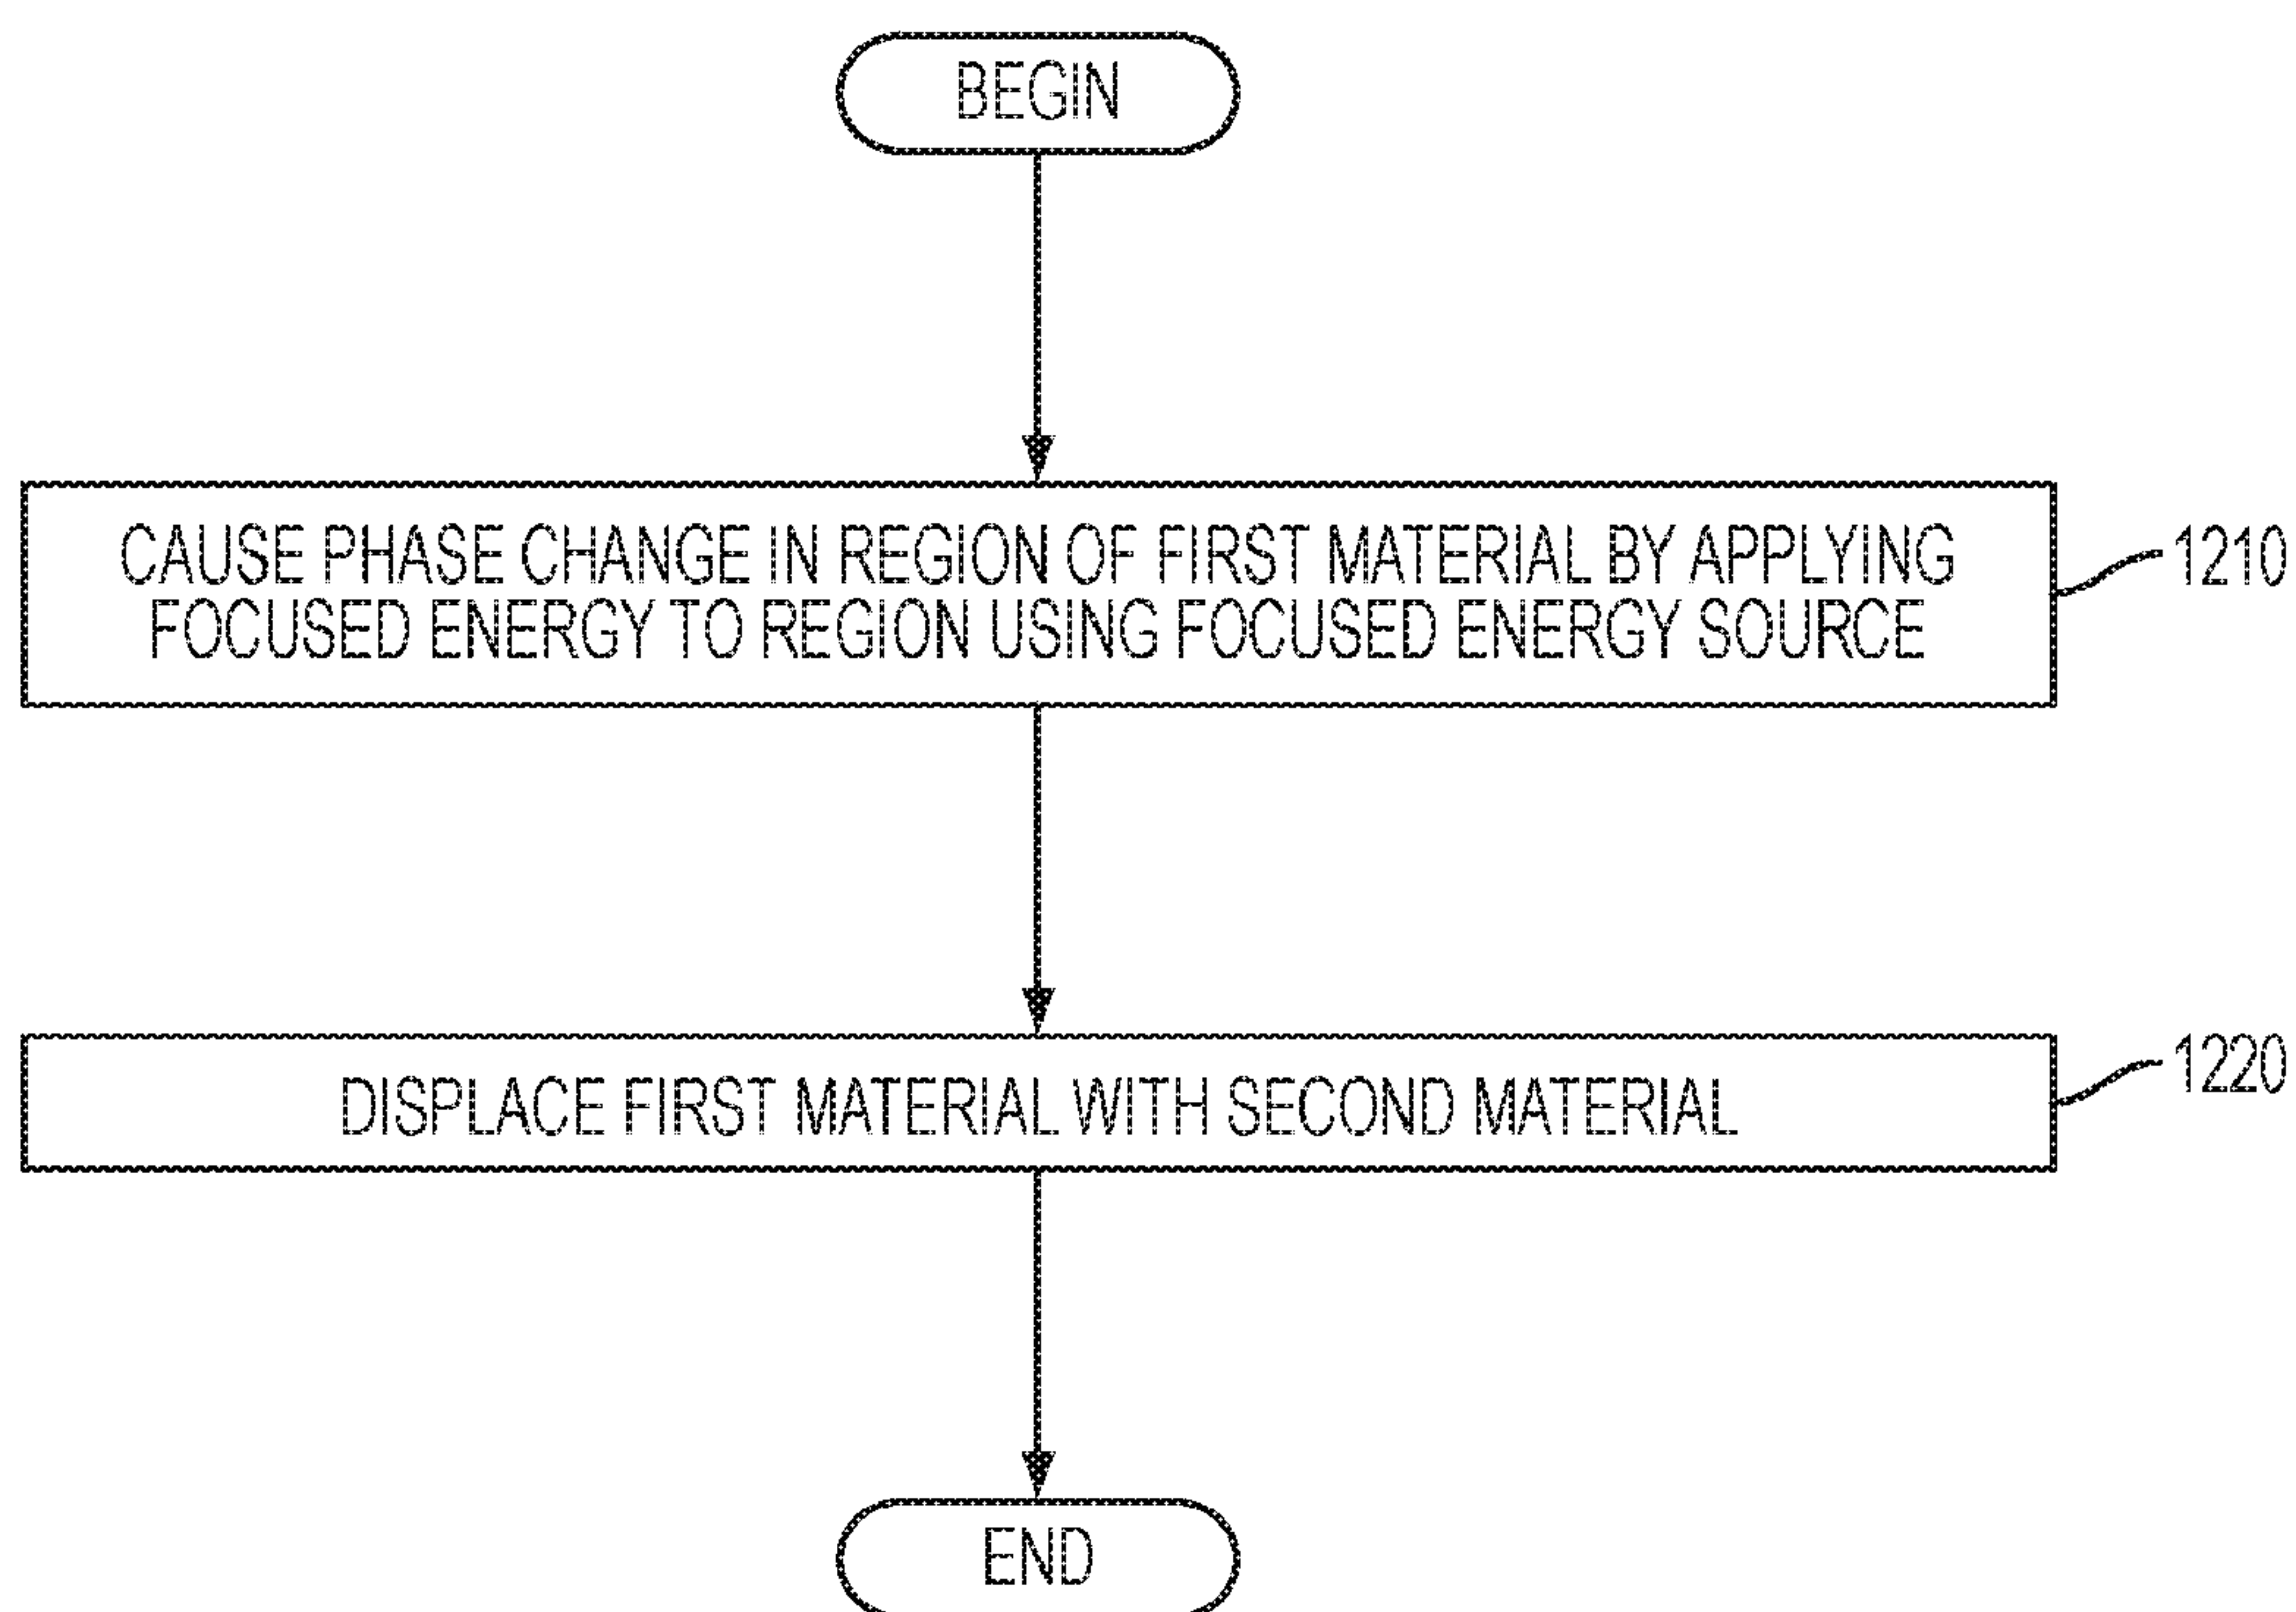 BEGIN
CAUSE PHASE CHANGE IN REGION OF FIRST MATERIAL BY APPLYING
FOCUSED ENERGY TO REGION USING FOCUSED ENERGY SOURCE
1210
DISPLACE FIRST MATERIAL WITH SECOND MATERIAL
1220
END